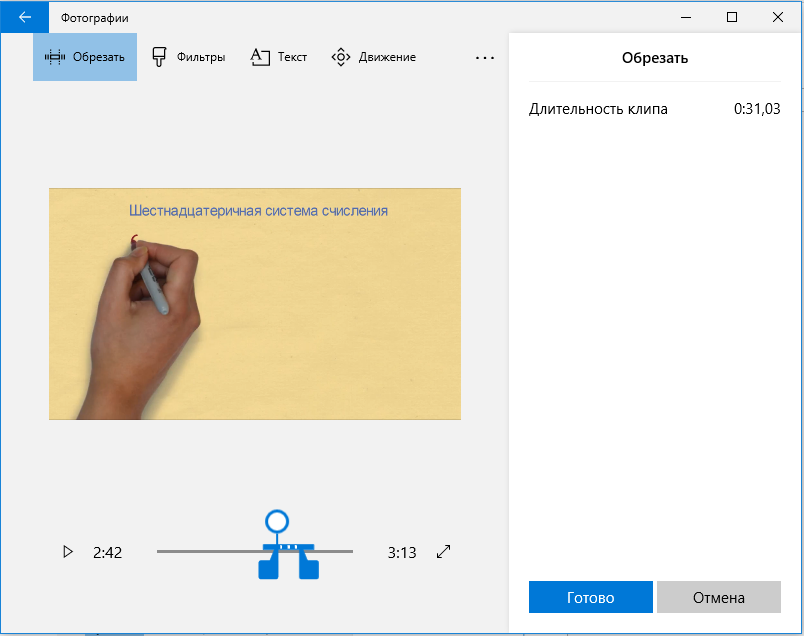 Фотографии
Обрезать
Фильтры
Текст
Движение
Обрезать
Длительность клипа 0:31,03
Шестнадцатеричная система счисления
2:42
3:13
Готово
Отмена